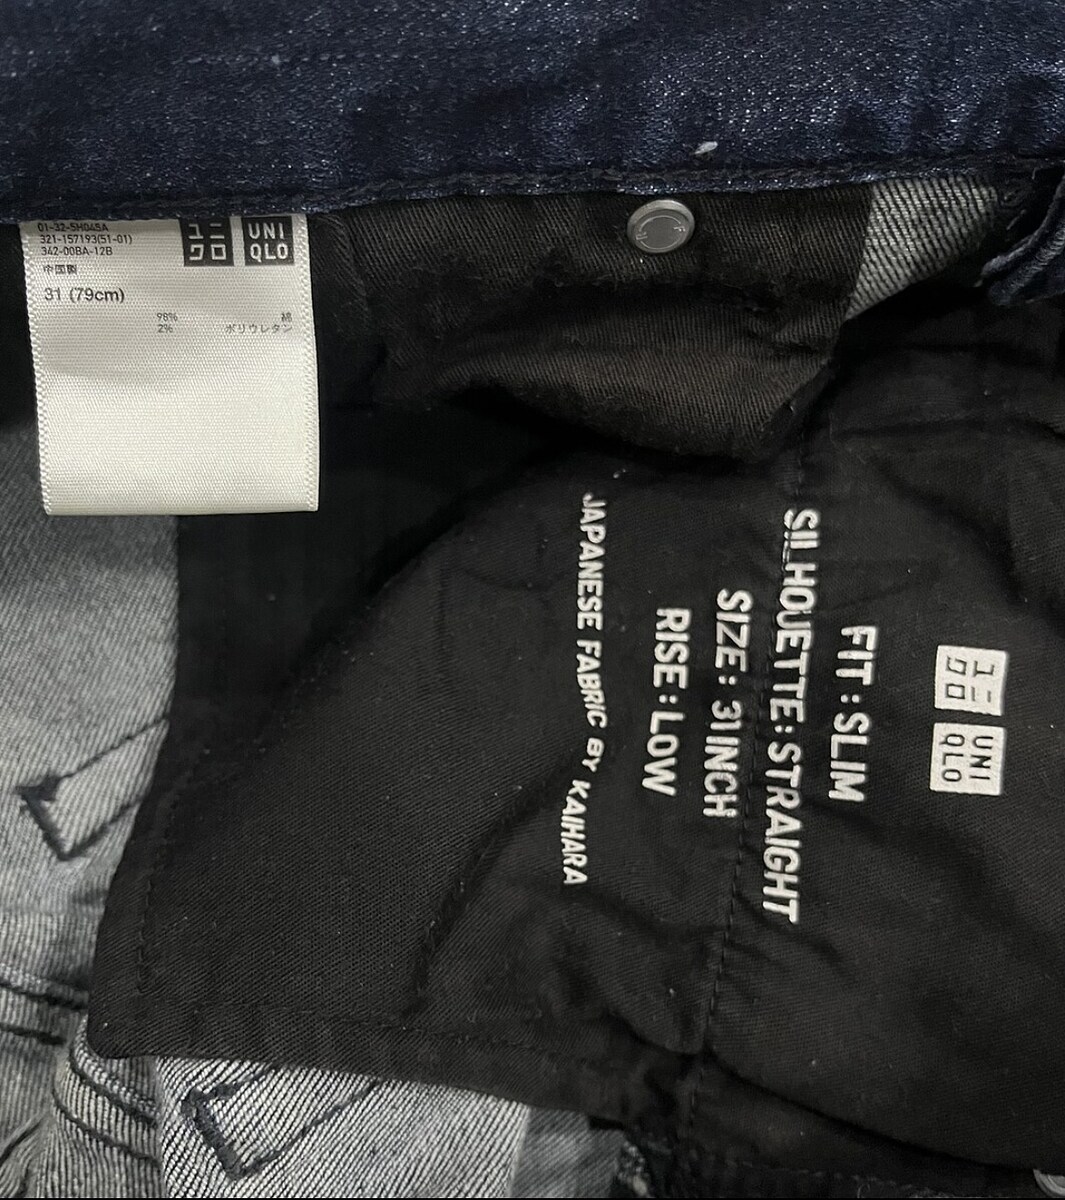 01-32-5H04SA
321-157193(51-01)
342-00BA-12B
中国製
31 (79cm)
98% 綿
2% ポリウレタン
ユニ
クロ
UNI
QLO
ユニ
クロ
UNI
QLO
FIT : SLIM
SILHOUETTE : STRAIGHT
SIZE : 31INCH
RISE : LOW
JAPANESE FABRIC BY KAIHARA